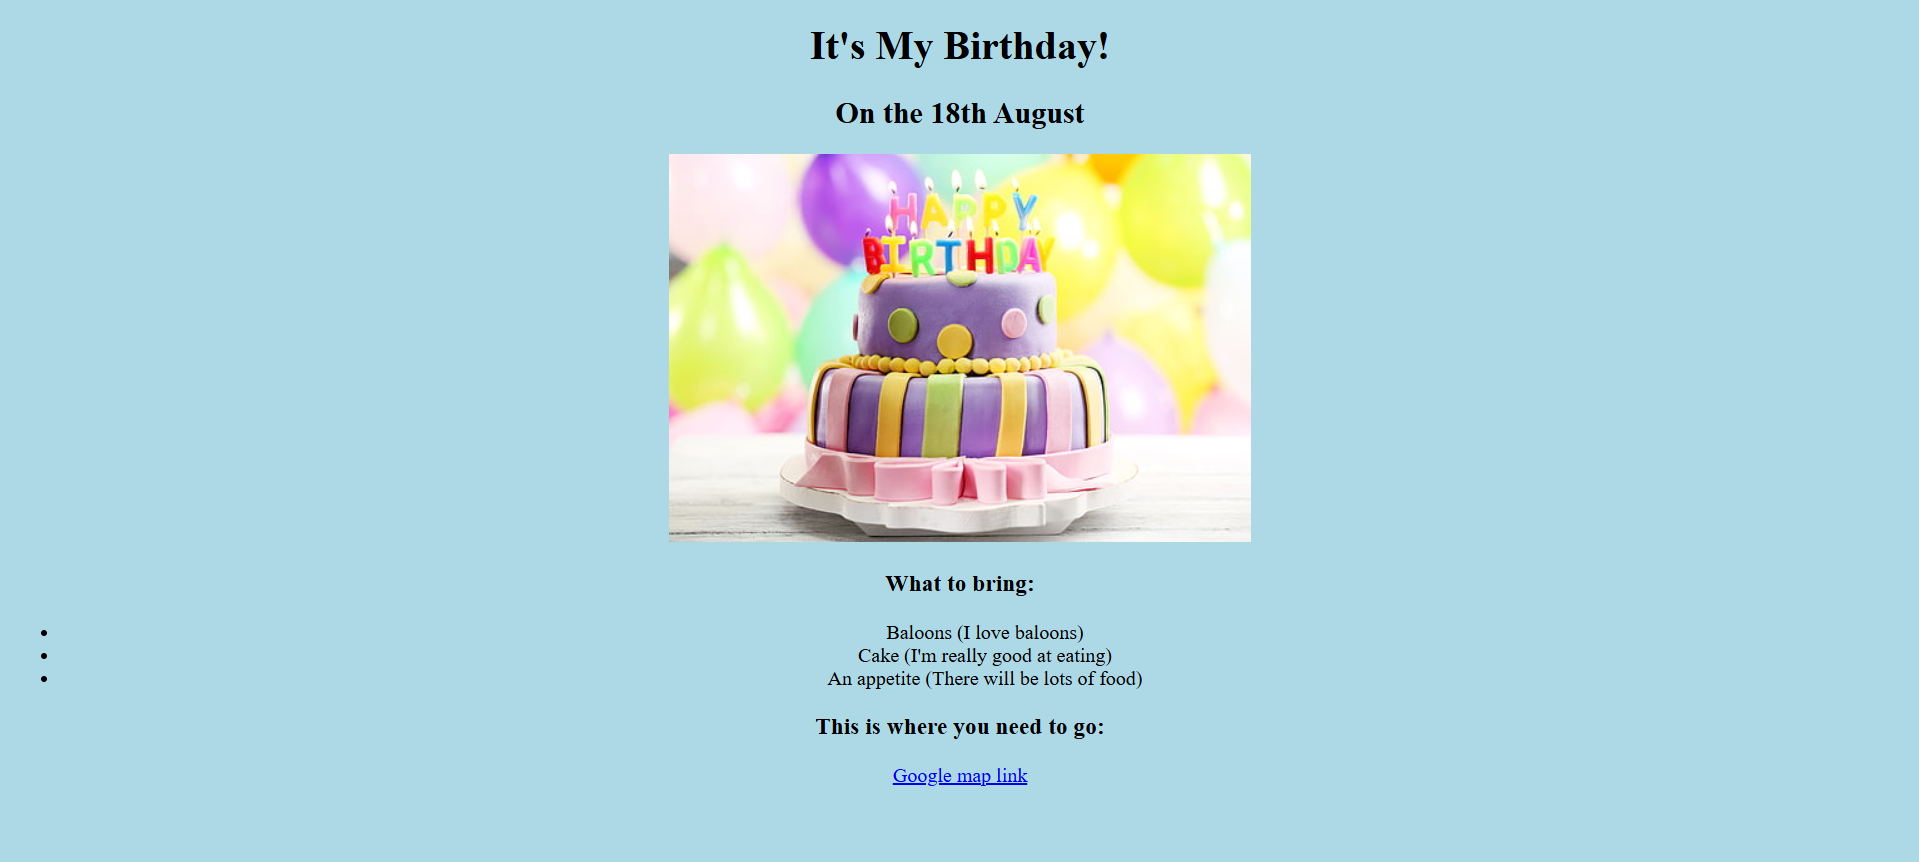 It's My Birthday!
On the 18th August
HAPPY
BIRTHDAY
What to bring:
• Baloons (I love baloons)
• Cake (I'm really good at eating)
• An appetite (There will be lots of food)
This is where you need to go:
Google map link